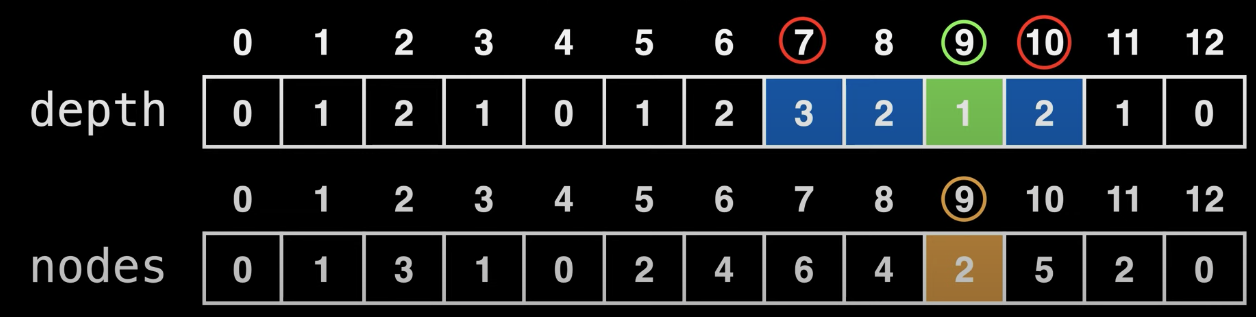 0 1 2 3 4 5 6 7 8 9 10 11 12
depth 0 1 2 1 0 1 2 3 2 1 2 1 0
0 1 2 3 4 5 6 7 8 9 10 11 12
nodes 0 1 3 1 0 2 4 6 4 2 5 2 0